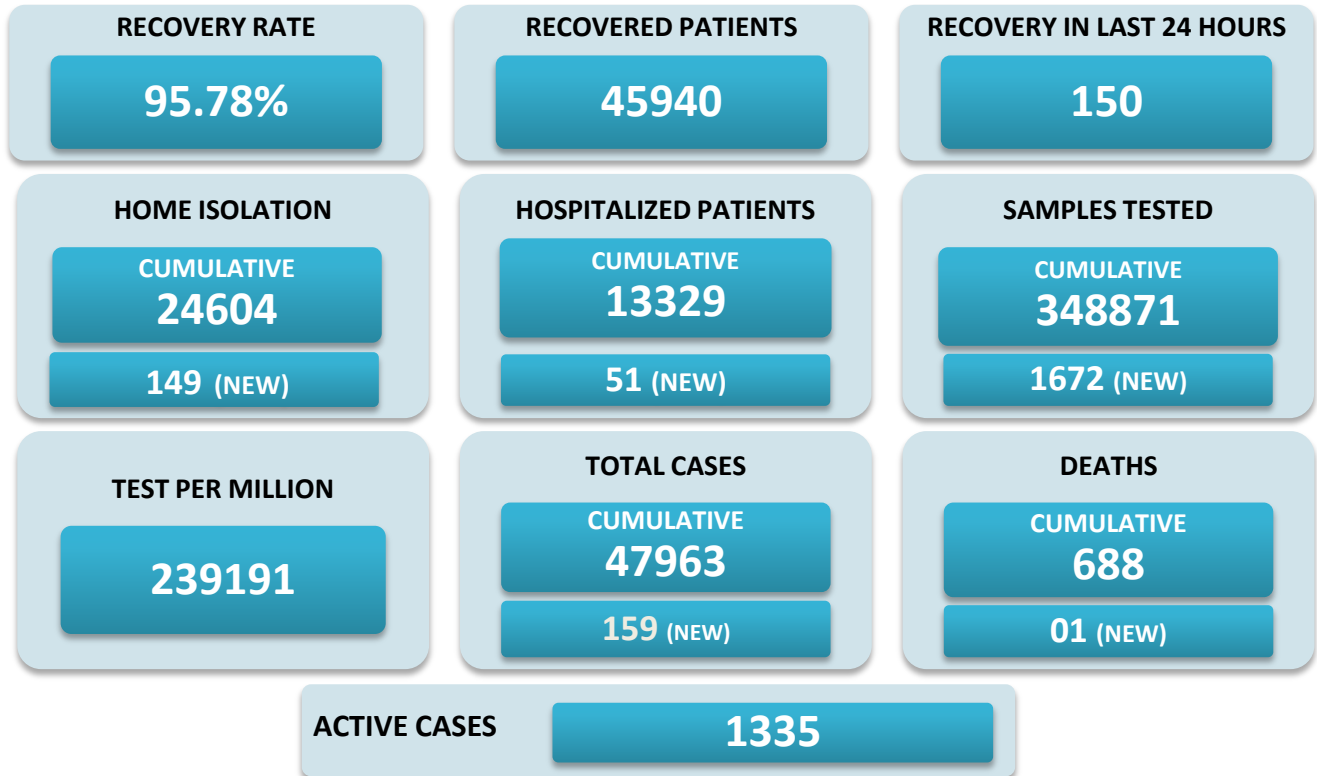 RECOVERY RATE
95.78%
RECOVERED PATIENTS
45940
RECOVERY IN LAST 24 HOURS
150
HOME ISOLATION
CUMULATIVE
24604
149 (NEW)
HOSPITALIZED PATIENTS
CUMULATIVE
13329
51 (NEW)
SAMPLES TESTED
CUMULATIVE
348871
1672 (NEW)
TEST PER MILLION
239191
TOTAL CASES
CUMULATIVE
47963
159 (NEW)
DEATHS
CUMULATIVE
688
01 (NEW)
ACTIVE CASES
1335